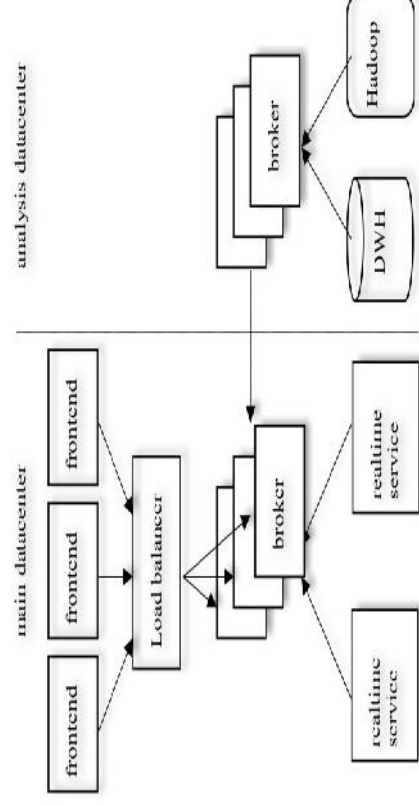 main datacenter
analysis datacenter
frontend
frontend
frontend
Load balancer
broker
broker
realtime
service
realtime
service
DWH
Hadoop